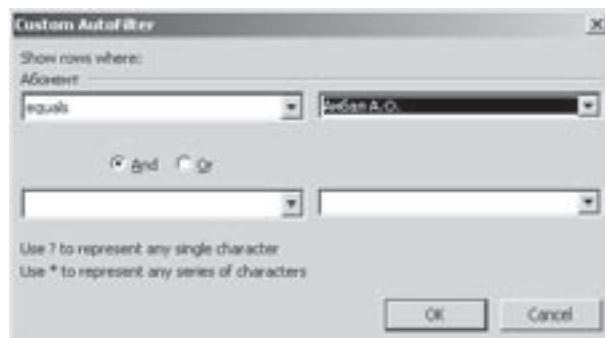 Custom AutoFilter
Show rows where:
Абонент
equals
Анбал А.О.
And Or
Use ? to represent any single character
Use * to represent any series of characters
OK Cancel